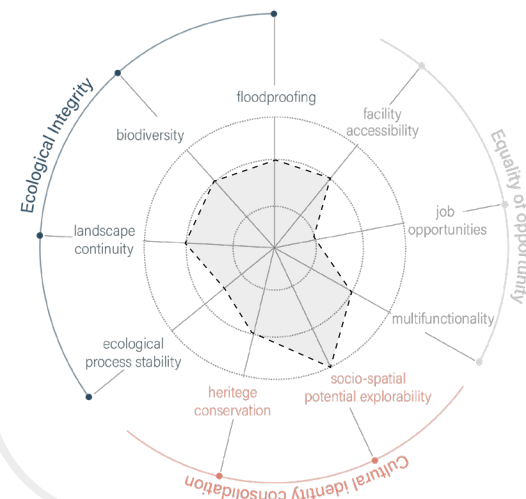 floodproofing
facility
accessibility
biodiversity
Ecological Integrity
Equality of opportunity
job
opportunities
landscape
continuity
multifunctionality
ecological
process stability
heritege
conservation
socio-spatial
potential explorability
Cultural identity consolidation